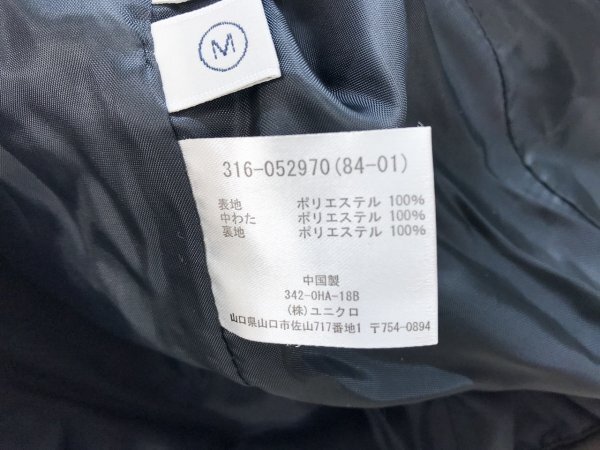 M
316-052970(84-01)
表地 ポリエステル 100%
中わた ポリエステル 100%
裏地 ポリエステル 100%
中国製
342-OHA-18B
(株)ユニクロ
山口県山口市佐山717番地1 〒754-0894